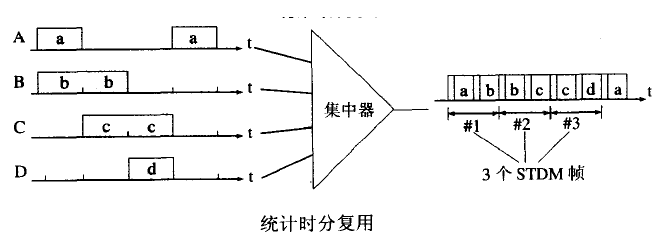 A a a t
B b b t
C c c t
D d t
集中器
a b b c c d a t
#1 #2 #3
3 个 STDM 帧
统计时分复用